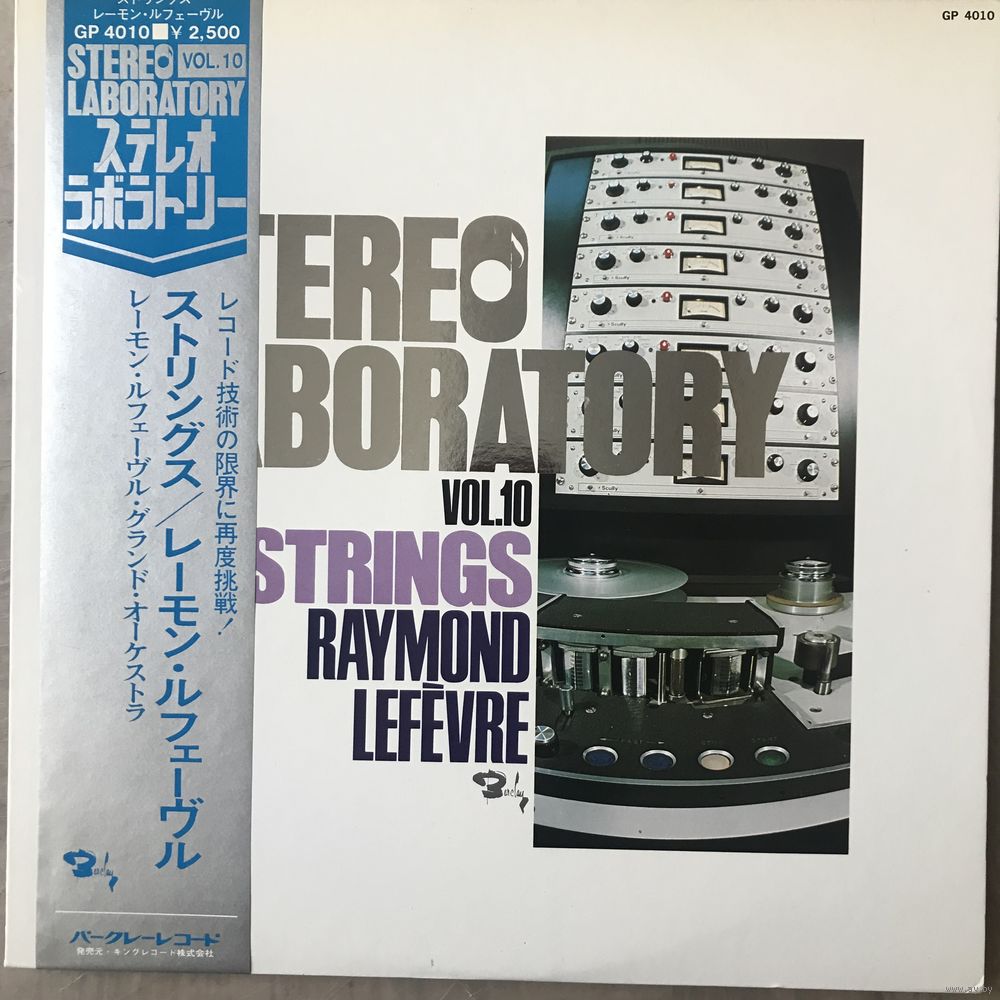 ストリングス
レーモン・ルフェーヴル
GP 4010■¥2,500
STEREO VOL.10
LABORATORY
ステレオ
ラボラトリー
レコード技術の限界に再度挑戦!
ストリングス/レーモン・ルフェーヴル
レーモン・ルフェーヴル・グランド・オーケストラ
Barclay
バークレーレコード
発売元・キングレコード株式会社
GP 4010
TEREO
ABORATORY
VOL.10
STRINGS
RAYMOND
LEFÈVRE
Barclay
Scully
Scully
Scully
www.ay.by